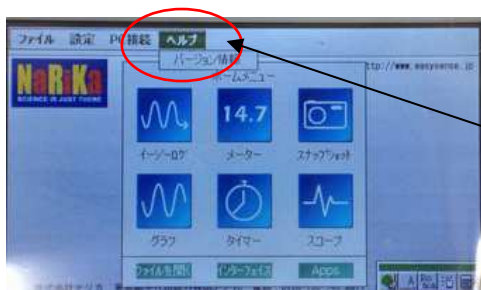 ファイル 設定 PC接続 ヘルプ
バージョン情報
ホームメニュー
ttp://www.easysense.jp
NaRiKa
SCIENCE IS JUST THERE
14.7
イージーログ メーター スナップショット
グラフ タイマー スコープ
ファイルを開く インターフェイス Apps